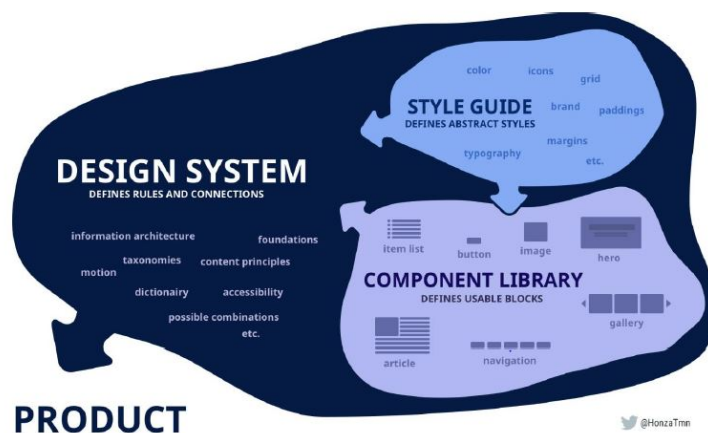 color
icons
grid
STYLE GUIDE
DEFINES ABSTRACT STYLES
brand
paddings
typography
margins
etc.
DESIGN SYSTEM
DEFINES RULES AND CONNECTIONS
information architecture
foundations
taxonomies
content principles
motion
dictionairy
accessibility
possible combinations
etc.
item list
button
image
hero
COMPONENT LIBRARY
DEFINES USABLE BLOCKS
gallery
article
navigation
PRODUCT
@HonzaTmn